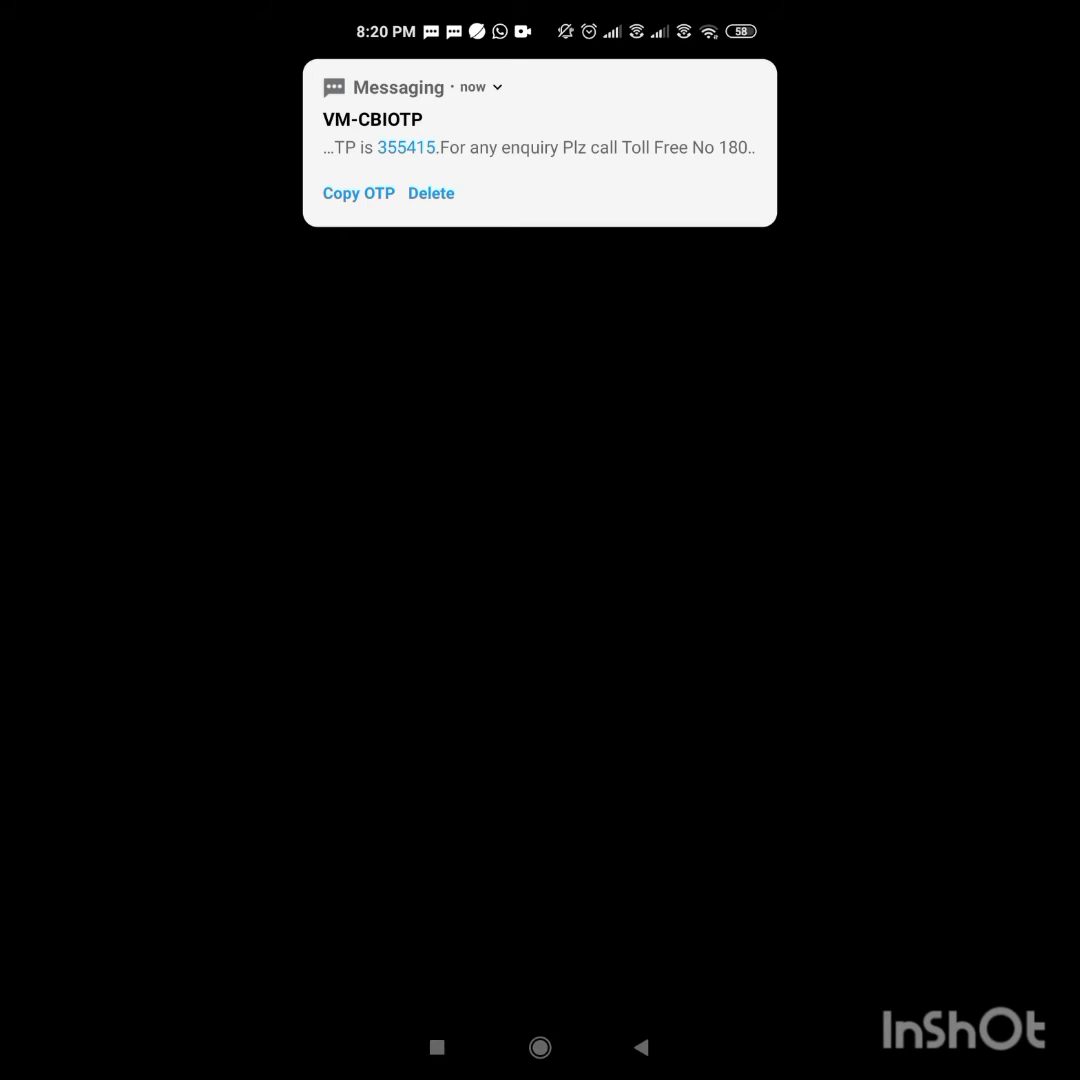 8:20 PM 58
Messaging · now
VM-CBIOTP
...TP is 355415.For any enquiry Plz call Toll Free No 180..
Copy OTP Delete
InShOt